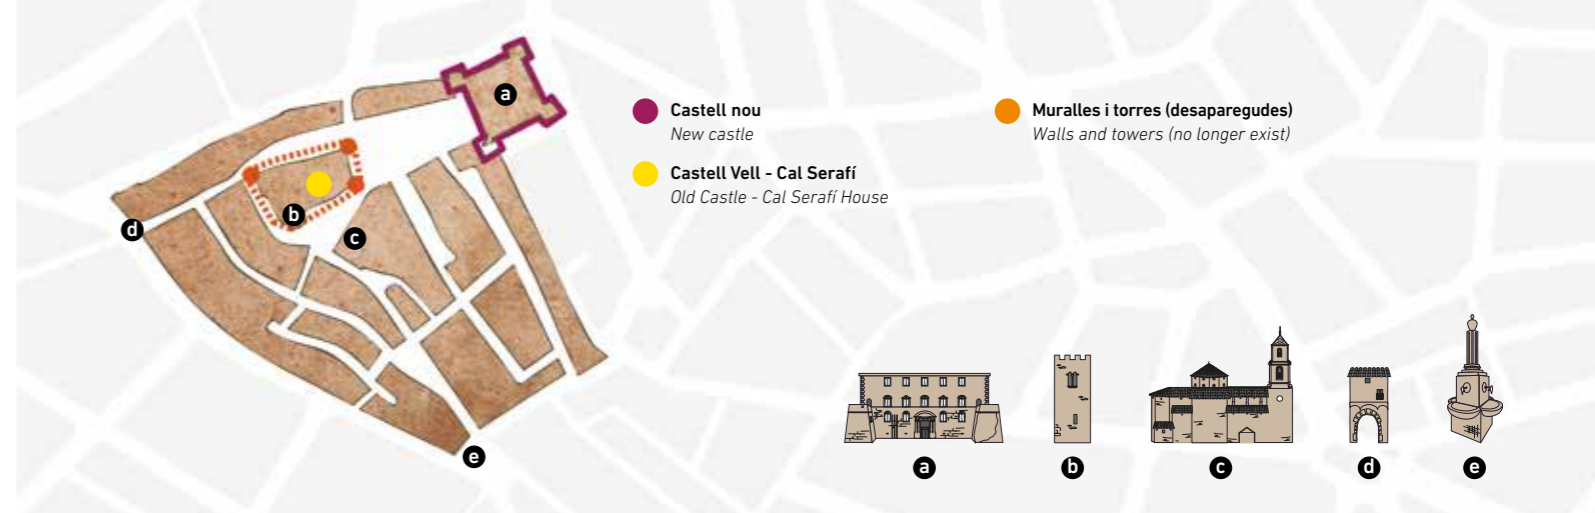 a
b
c
d
e
Castell nou
New castle
Castell Vell - Cal Serafí
Old Castle - Cal Serafí House
Muralles i torres (desaparegudes)
Walls and towers (no longer exist)
a
b
c
d
e